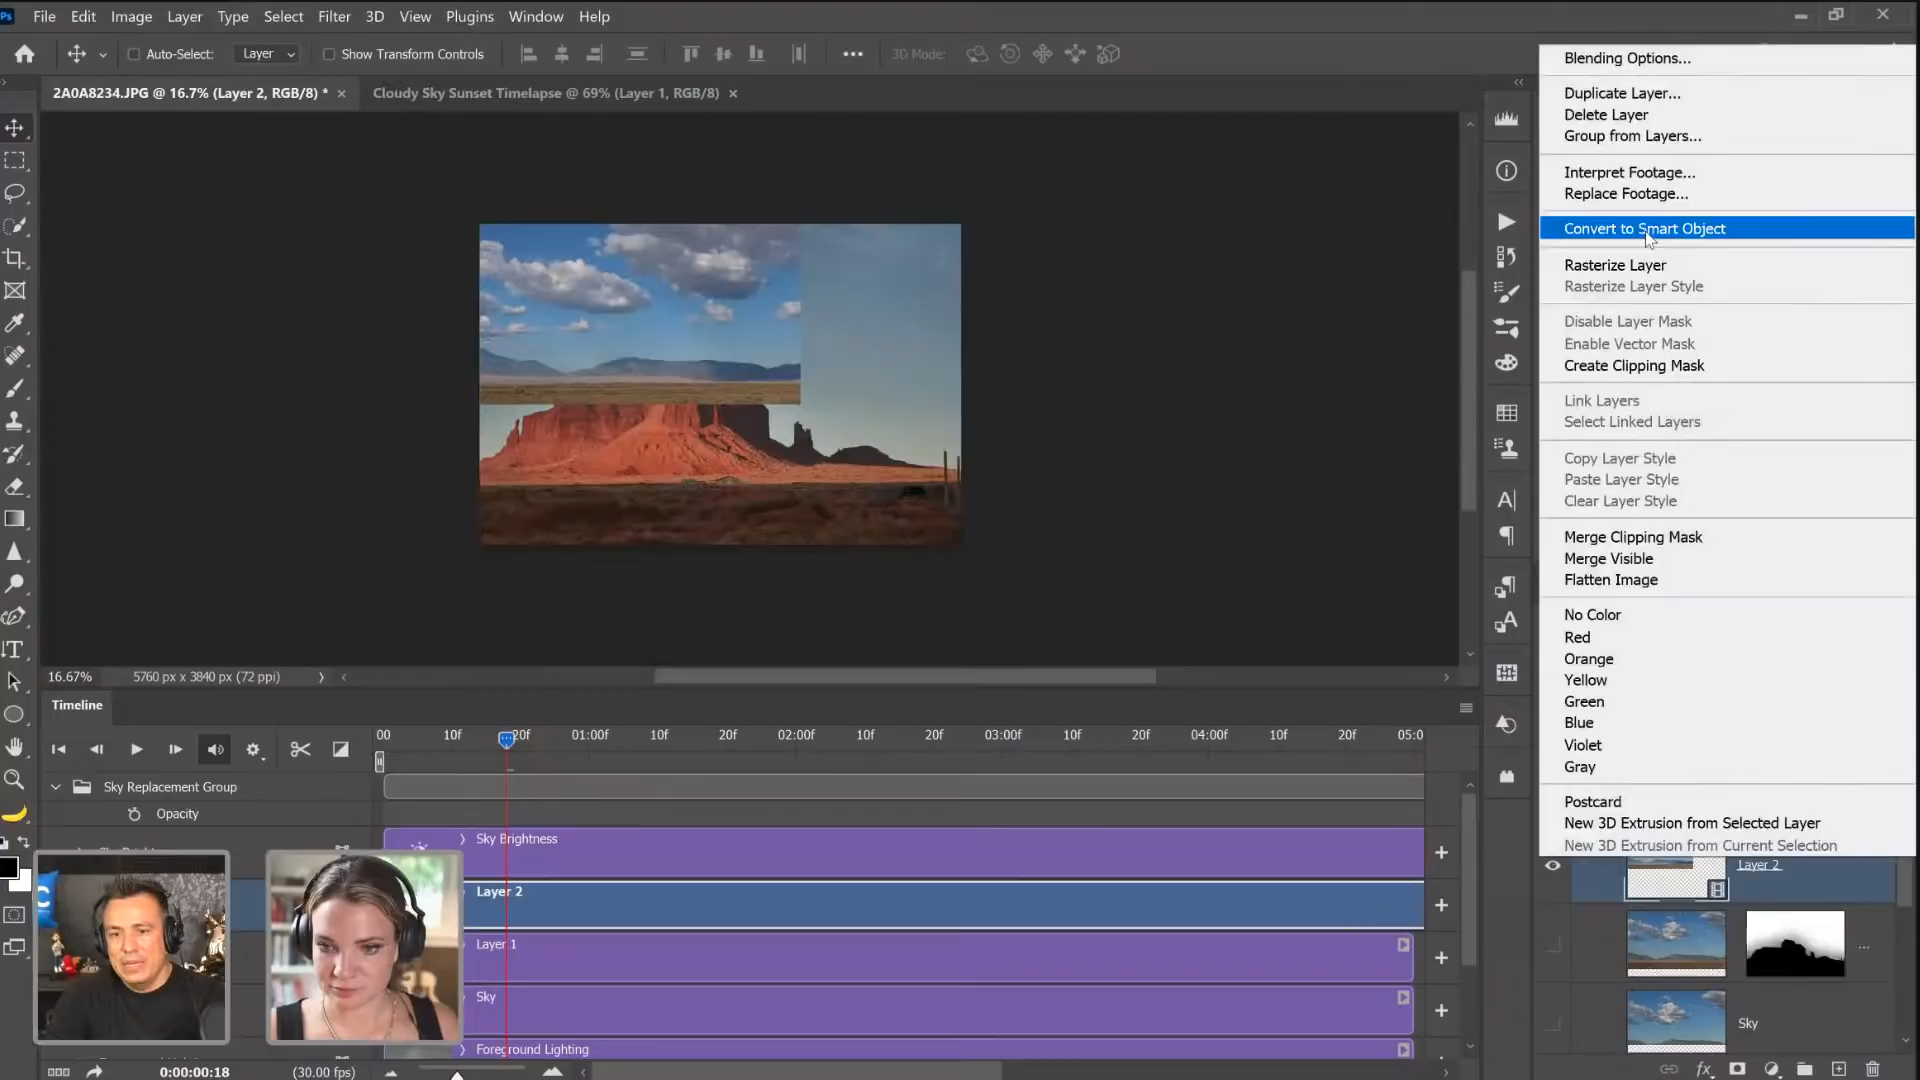 Ps File Edit Image Layer Type Select Filter 3D View Plugins Window Help
Auto-Select: Layer Show Transform Controls 3D Mode:
2A0A8234.JPG @ 16.7% (Layer 2, RGB/8) * × Cloudy Sky Sunset Timelapse @ 69% (Layer 1, RGB/8) ×
Blending Options...
Duplicate Layer...
Delete Layer
Group from Layers...
Interpret Footage...
Replace Footage...
Convert to Smart Object
Rasterize Layer
Rasterize Layer Style
Disable Layer Mask
Enable Vector Mask
Create Clipping Mask
Link Layers
Select Linked Layers
Copy Layer Style
Paste Layer Style
Clear Layer Style
Merge Clipping Mask
Merge Visible
Flatten Image
No Color
Red
Orange
Yellow
Green
Blue
Violet
Gray
Postcard
New 3D Extrusion from Selected Layer
New 3D Extrusion from Current Selection
16.67% 5760 px x 3840 px (72 ppi)
Timeline
00 10f 20f 01:00f 10f 20f 02:00f 10f 20f 03:00f 10f 20f 04:00f 10f 20f 05:0
Sky Replacement Group
Opacity
Sky Brightness
Layer 2
Layer 1
Sky
Foreground Lighting
0:00:00:18 (30.00 fps)
Layer 2
Sky
fx